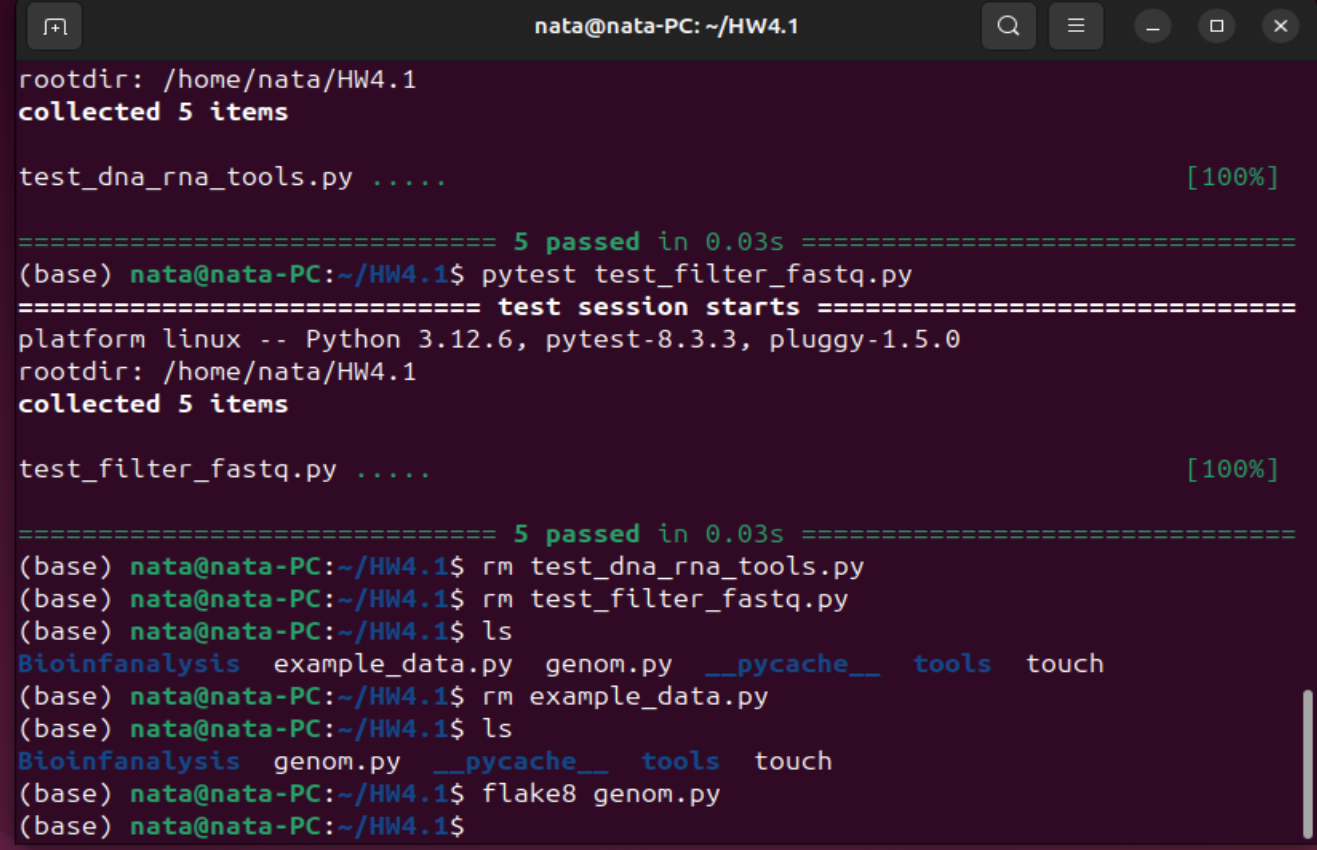 nata@nata-PC: ~/HW4.1
rootdir: /home/nata/HW4.1
collected 5 items
test_dna_rna_tools.py ..... [100%]
============================== 5 passed in 0.03s ===============================
(base) nata@nata-PC:~/HW4.1$ pytest test_filter_fastq.py
============================= test session starts ==============================
platform linux -- Python 3.12.6, pytest-8.3.3, pluggy-1.5.0
rootdir: /home/nata/HW4.1
collected 5 items
test_filter_fastq.py ..... [100%]
============================== 5 passed in 0.03s ===============================
(base) nata@nata-PC:~/HW4.1$ rm test_dna_rna_tools.py
(base) nata@nata-PC:~/HW4.1$ rm test_filter_fastq.py
(base) nata@nata-PC:~/HW4.1$ ls
Bioinfanalysis  example_data.py  genom.py  __pycache__  tools  touch
(base) nata@nata-PC:~/HW4.1$ rm example_data.py
(base) nata@nata-PC:~/HW4.1$ ls
Bioinfanalysis  genom.py  __pycache__  tools  touch
(base) nata@nata-PC:~/HW4.1$ flake8 genom.py
(base) nata@nata-PC:~/HW4.1$